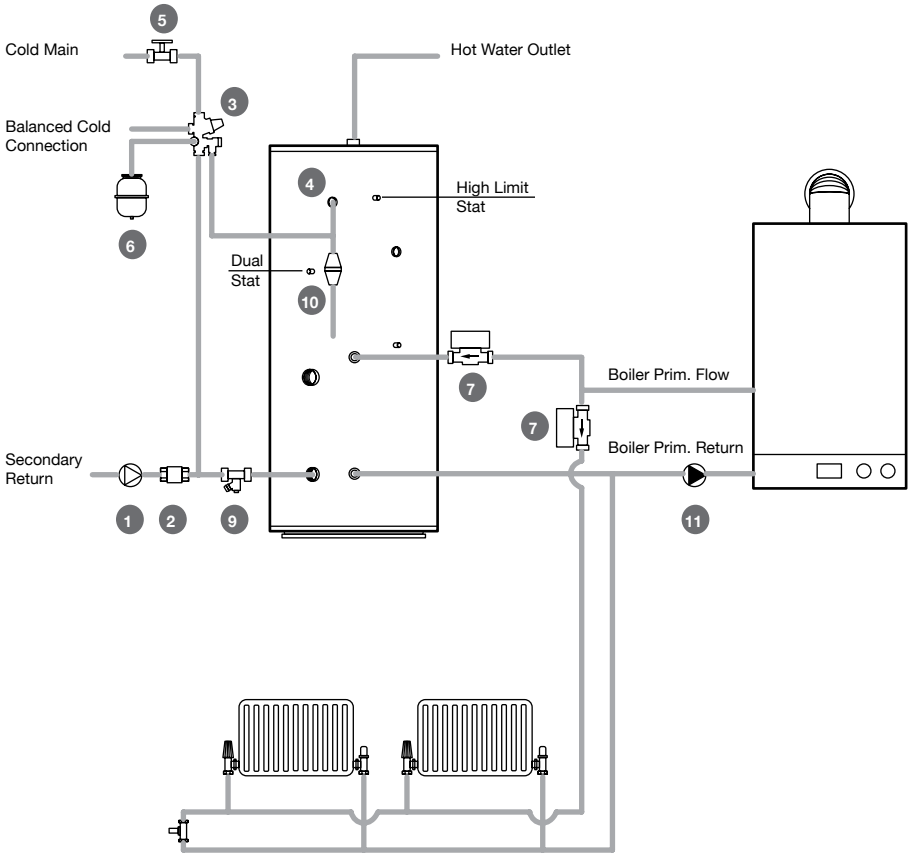 5
Cold Main
Hot Water Outlet
3
Balanced Cold
Connection
4
High Limit
Stat
6
Dual
Stat
10
7
Boiler Prim. Flow
7
Boiler Prim. Return
Secondary
Return
1
2
9
11